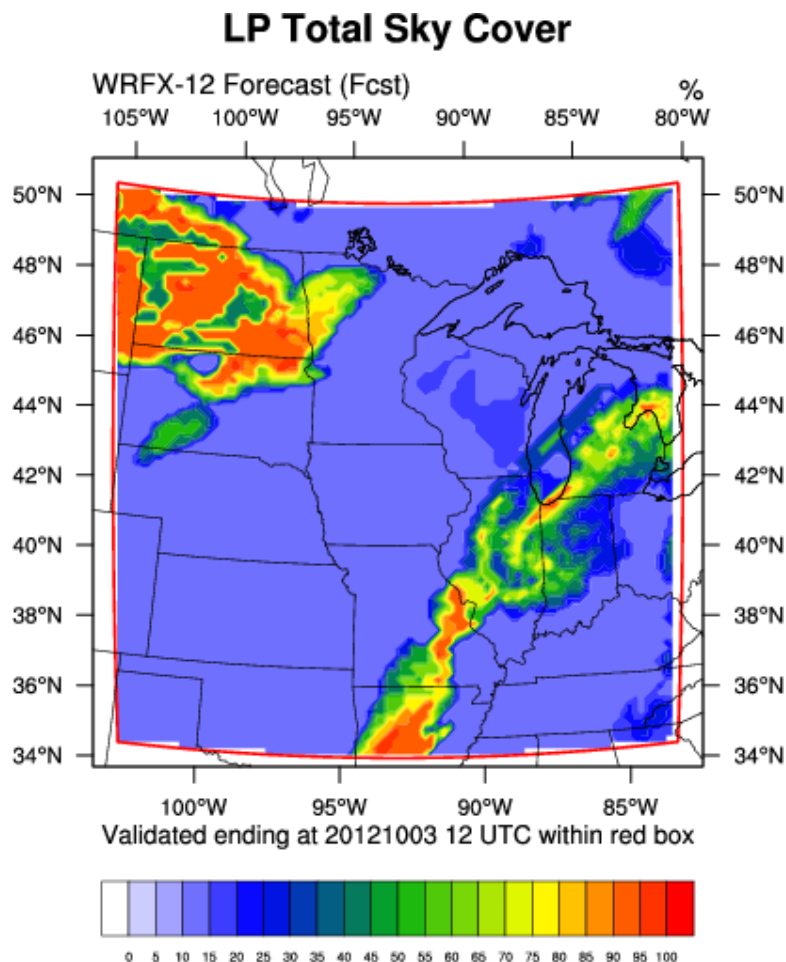 LP Total Sky Cover
WRFX-12 Forecast (Fcst) %
105°W 100°W 95°W 90°W 85°W 80°W
50°N 50°N
48°N 48°N
46°N 46°N
44°N 44°N
42°N 42°N
40°N 40°N
38°N 38°N
36°N 36°N
34°N 34°N
100°W 95°W 90°W 85°W
Validated ending at 20121003 12 UTC within red box
0 5 10 15 20 25 30 35 40 45 50 55 60 65 70 75 80 85 90 95 100